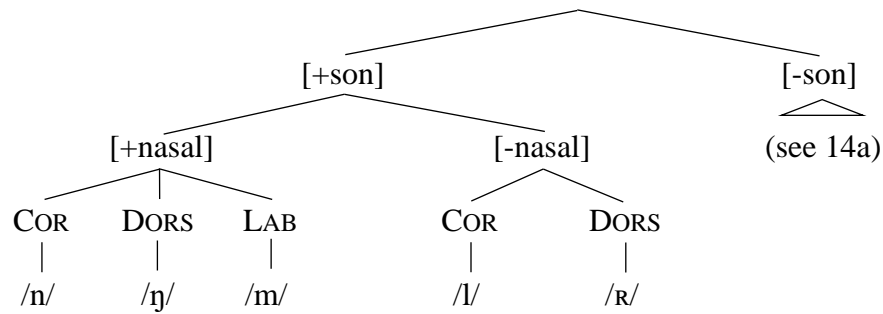 [+son] [-son]
[+nasal] [-nasal] (see 14a)
COR DORS LAB COR DORS
/n/ /ŋ/ /m/ /l/ /ʀ/